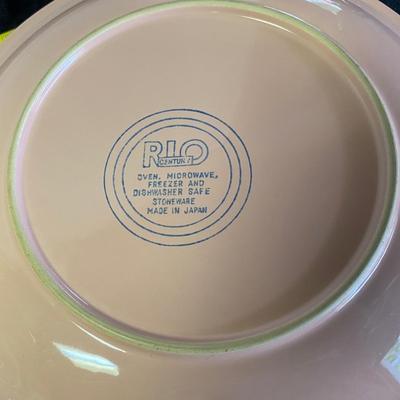 RIO
CENTURY
OVEN, MICROWAVE,
FREEZER AND
DISHWASHER SAFE
STONEWARE
MADE IN JAPAN